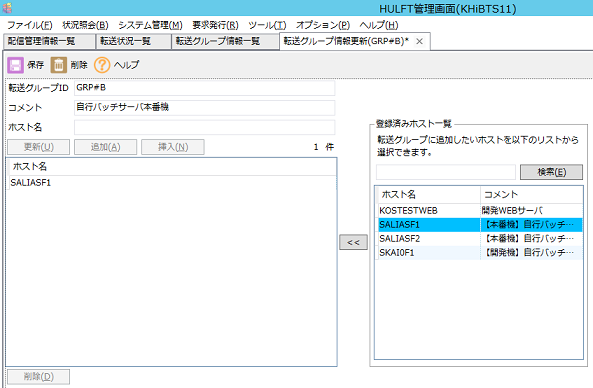 HULFT管理画面(KHiBTS11)
ファイル(F) 状況照会(B) システム管理(M) 要求発行(R) ツール(T) オプション(P) ヘルプ(H)
配信管理情報一覧 転送状況一覧 転送グループ情報一覧 転送グループ情報更新(GRP#B)* ×
保存 削除 ? ヘルプ
転送グループID GRP#B
コメント 自行バッチサーバ本番機
ホスト名
更新(U) 追加(A) 挿入(I) 1 件
ホスト名
SALIASF1
削除(D)
<<
登録済みホスト一覧
転送グループに追加したいホストを以下のリストから
選択できます。
検索(E)
ホスト名 コメント
KOSTESTWEB 開発WEBサーバ
SALIASF1 【本番機】自行バッチ…
SALIASF2 【本番機】自行バッチ…
SKAI0F1 【開発機】自行バッチ…